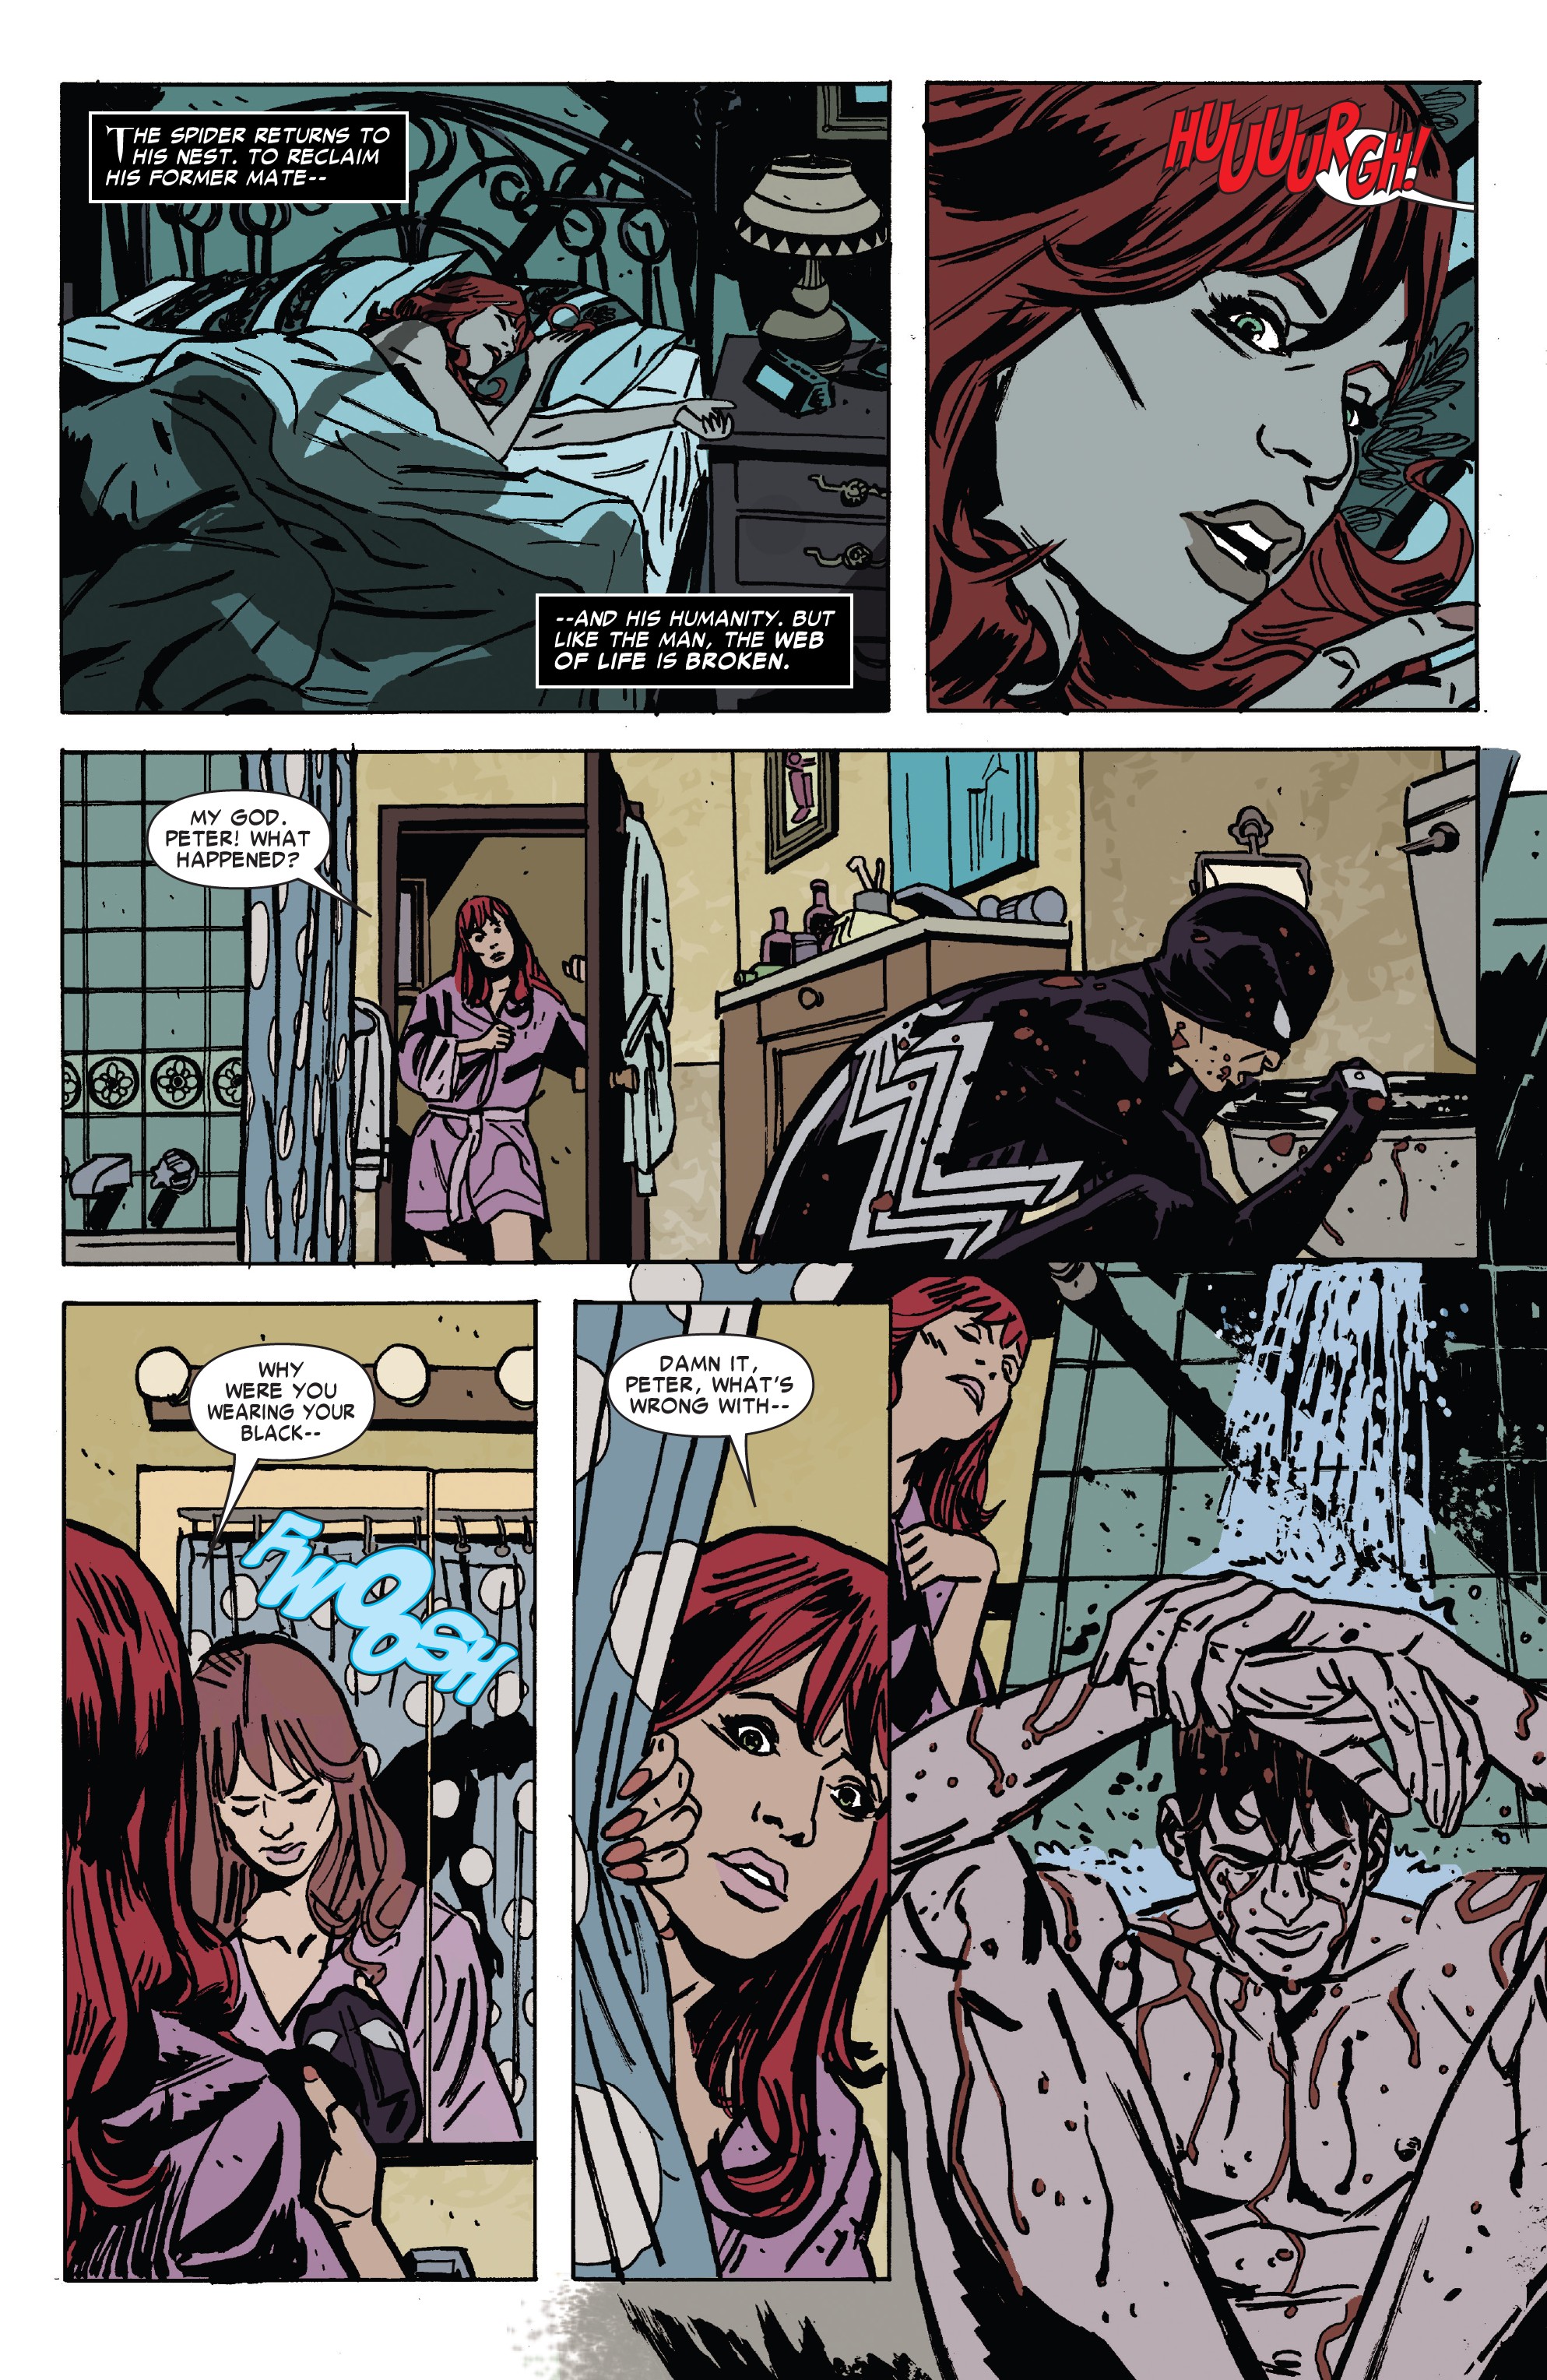 THE SPIDER RETURNS TO
HIS NEST. TO RECLAIM
HIS FORMER MATE--
--AND HIS HUMANITY. BUT
LIKE THE MAN, THE WEB
OF LIFE IS BROKEN.
HUUUURGH!
MY GOD.
PETER! WHAT
HAPPENED?
WHY
WERE YOU
WEARING YOUR
BLACK--
FWOOSH
DAMN IT,
PETER, WHAT'S
WRONG WITH--